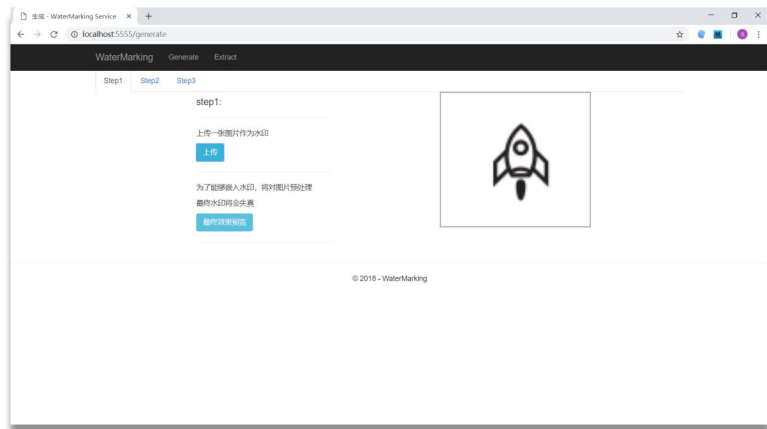 生成 - WaterMarking Service
localhost:5555/generate
WaterMarking Generate Extract
Step1 Step2 Step3
step1:
上传一张图片作为水印
上传
为了能够嵌入水印，将对图片预处理
最终水印将会失真
最终效果预览
© 2018 - WaterMarking